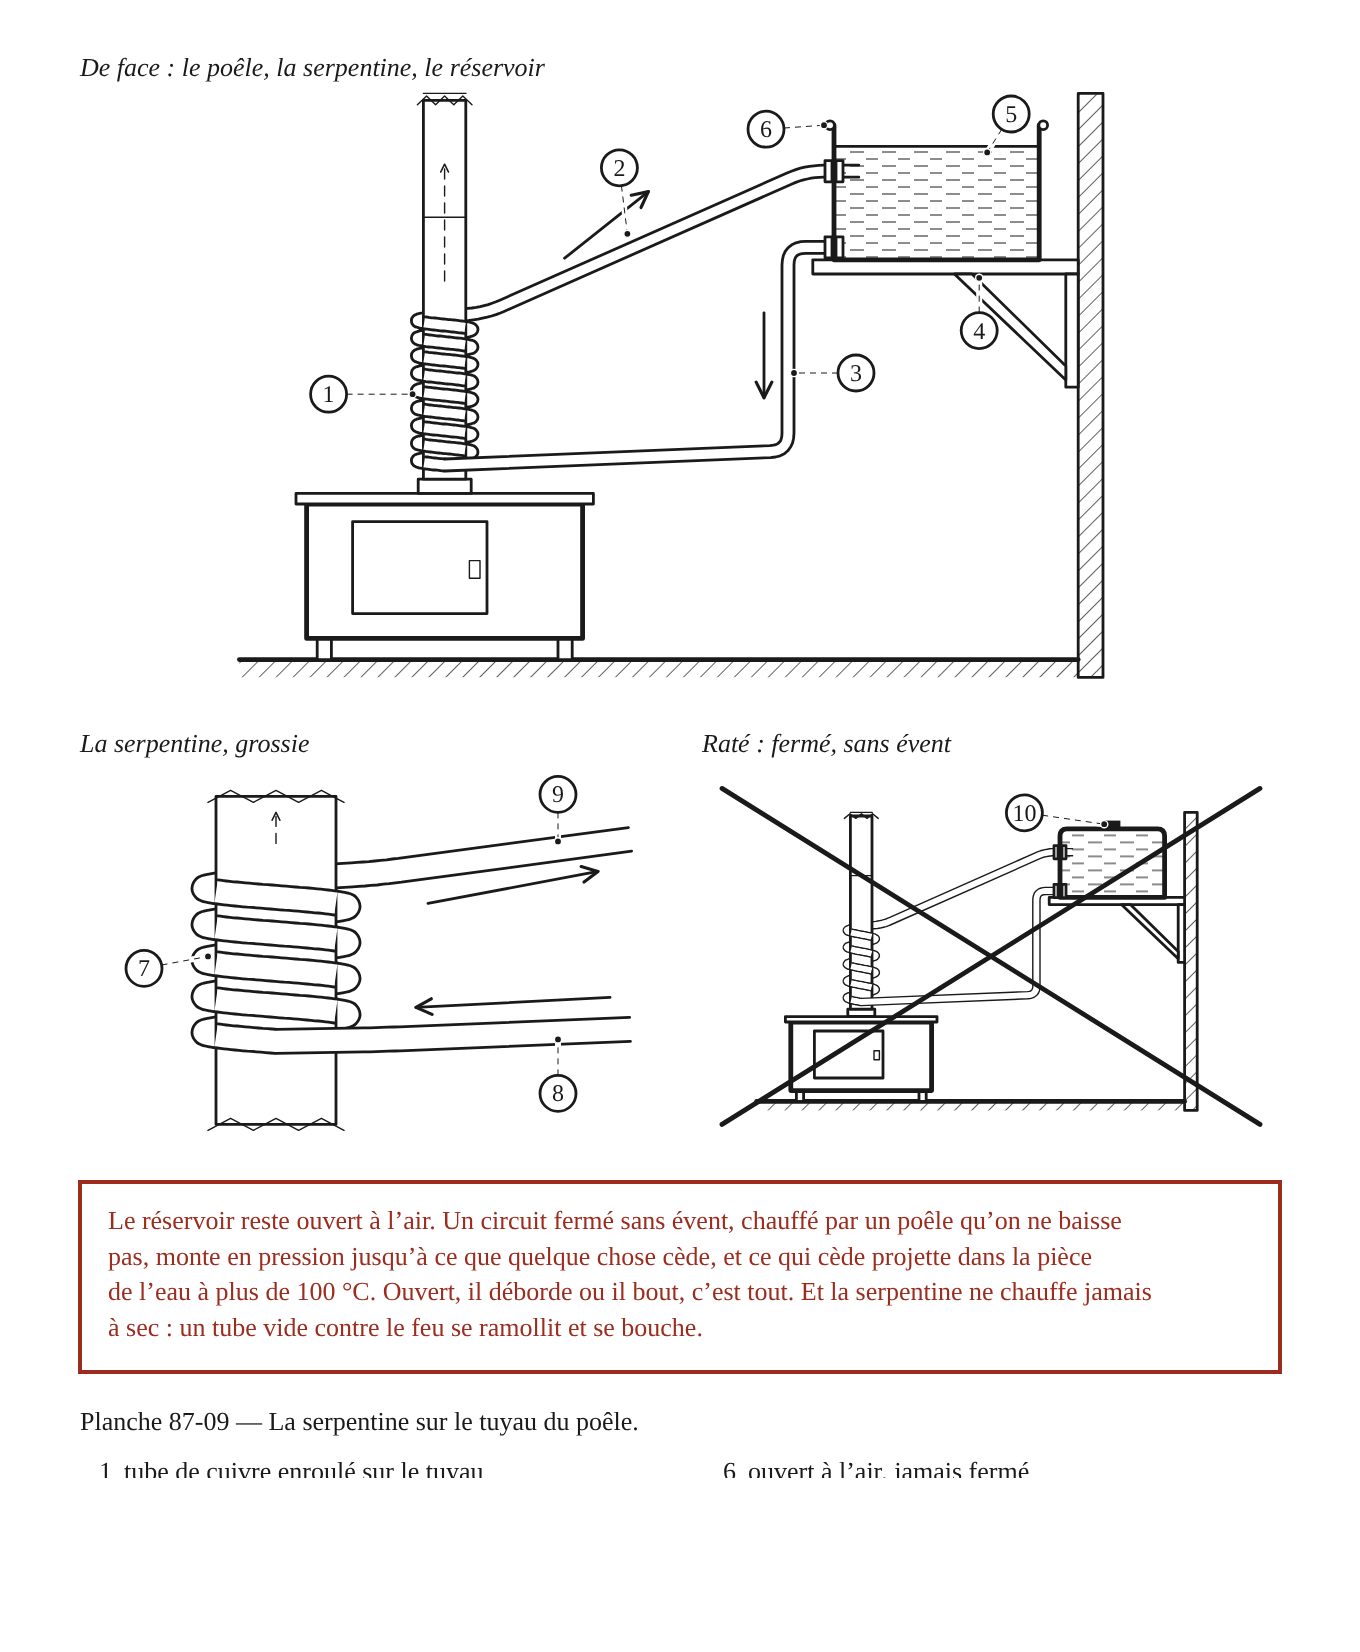 De face : le poêle, la serpentine, le réservoir
6
5
2
4
3
1
La serpentine, grossie
Raté : fermé, sans évent
9
10
7
8
Le réservoir reste ouvert à l’air. Un circuit fermé sans évent, chauffé par un poêle qu’on ne baisse
pas, monte en pression jusqu’à ce que quelque chose cède, et ce qui cède projette dans la pièce
de l’eau à plus de 100 °C. Ouvert, il déborde ou il bout, c’est tout. Et la serpentine ne chauffe jamais
à sec : un tube vide contre le feu se ramollit et se bouche.
Planche 87-09 — La serpentine sur le tuyau du poêle.
1 tube de cuivre enroulé sur le tuyau
6 ouvert à l’air, jamais fermé